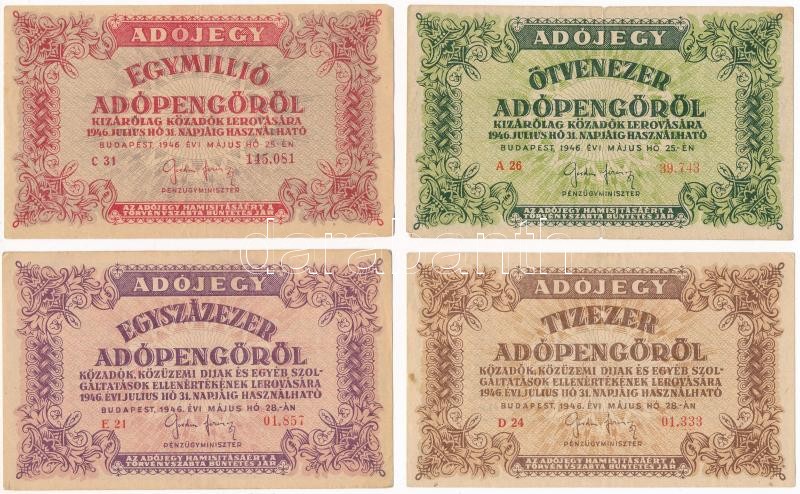 ADÓJEGY
EGYMILLIÓ
ADÓPENGŐRŐL
KIZÁRÓLAG KÖZADÓK LEROVÁSÁRA
1946. JULIUS HÓ 31. NAPJÁIG HASZNÁLHATÓ
BUDAPEST, 1946. ÉVI MÁJUS HÓ 25.-ÉN
C 31 145.081
PÉNZÜGYMINISZTER
AZ ADÓJEGY HAMISITÁSAÉRT A
TÖRVÉNYSZABTA BÜNTETÉS JÁR
ADÓJEGY
ÖTVENEZER
ADÓPENGŐRŐL
KIZÁRÓLAG KÖZADÓK LEROVÁSÁRA
1946. JULIUS HÓ 31. NAPJÁIG HASZNÁLHATÓ
BUDAPEST, 1946. ÉVI MÁJUS HÓ 25.-ÉN
A 26 39.743
PÉNZÜGYMINISZTER
AZ ADÓJEGY HAMISITÁSAÉRT A
TÖRVÉNYSZABTA BÜNTETÉS JÁR
ADÓJEGY
EGYSZÁZEZER
ADÓPENGŐRŐL
KÖZADÓK, KÖZÜZEMI DIJAK ÉS EGYÉB SZOL-
GÁLTATÁSOK ELLENÉRTÉKÉNEK LEROVÁSÁRA
1946. ÉVI JULIUS HÓ 31. NAPJÁIG HASZNÁLHATÓ
BUDAPEST, 1946. ÉVI MÁJUS HÓ 28.-ÁN
E 21 01.857
PÉNZÜGYMINISZTER
AZ ADÓJEGY HAMISITÁSAÉRT A
TÖRVÉNYSZABTA BÜNTETÉS JÁR
ADÓJEGY
TIZEZER
ADÓPENGŐRŐL
KÖZADÓK, KÖZÜZEMI DIJAK ÉS EGYÉB SZOL-
GÁLTATÁSOK ELLENÉRTÉKÉNEK LEROVÁSÁRA
1946. ÉVI JULIUS HÓ 31. NAPJÁIG HASZNÁLHATÓ
BUDAPEST, 1946. ÉVI MÁJUS HÓ 28.-ÁN
D 24 01.333
PÉNZÜGYMINISZTER
AZ ADÓJEGY HAMISITÁSAÉRT A
TÖRVÉNYSZABTA BÜNTETÉS JÁR
darabanth